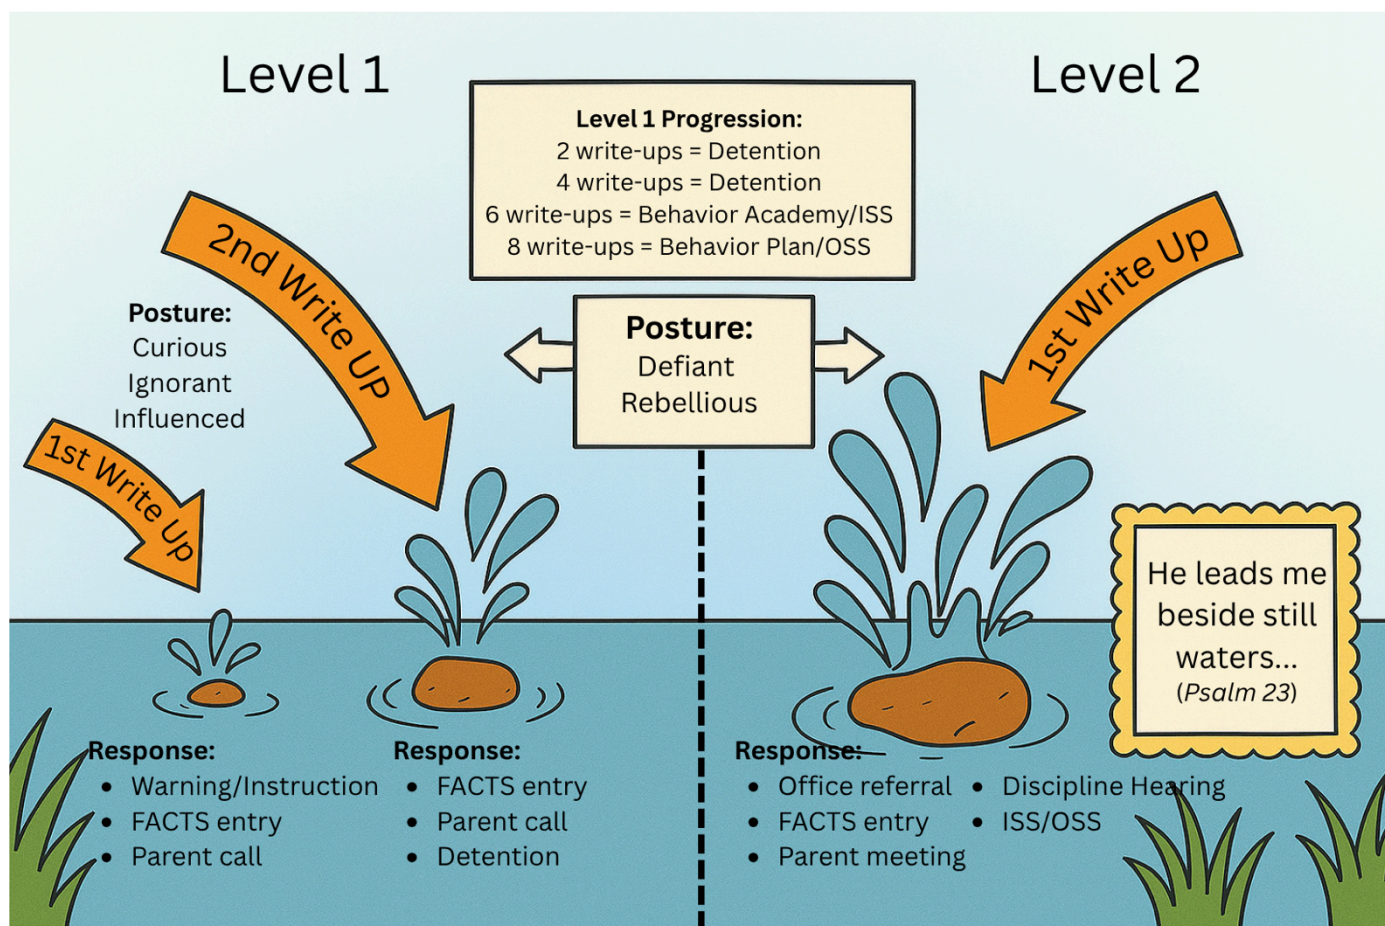 Level 1
Level 2
Level 1 Progression:
2 write-ups = Detention
4 write-ups = Detention
6 write-ups = Behavior Academy/ISS
8 write-ups = Behavior Plan/OSS
2nd Write UP
1st Write Up
Posture:
Curious
Ignorant
Influenced
Posture:
Defiant
Rebellious
1st Write Up
He leads me
beside still
waters...
(Psalm 23)
Response:
• Warning/Instruction
• FACTS entry
• Parent call
Response:
• FACTS entry
• Parent call
• Detention
Response:
• Office referral
• FACTS entry
• Parent meeting
• Discipline Hearing
• ISS/OSS